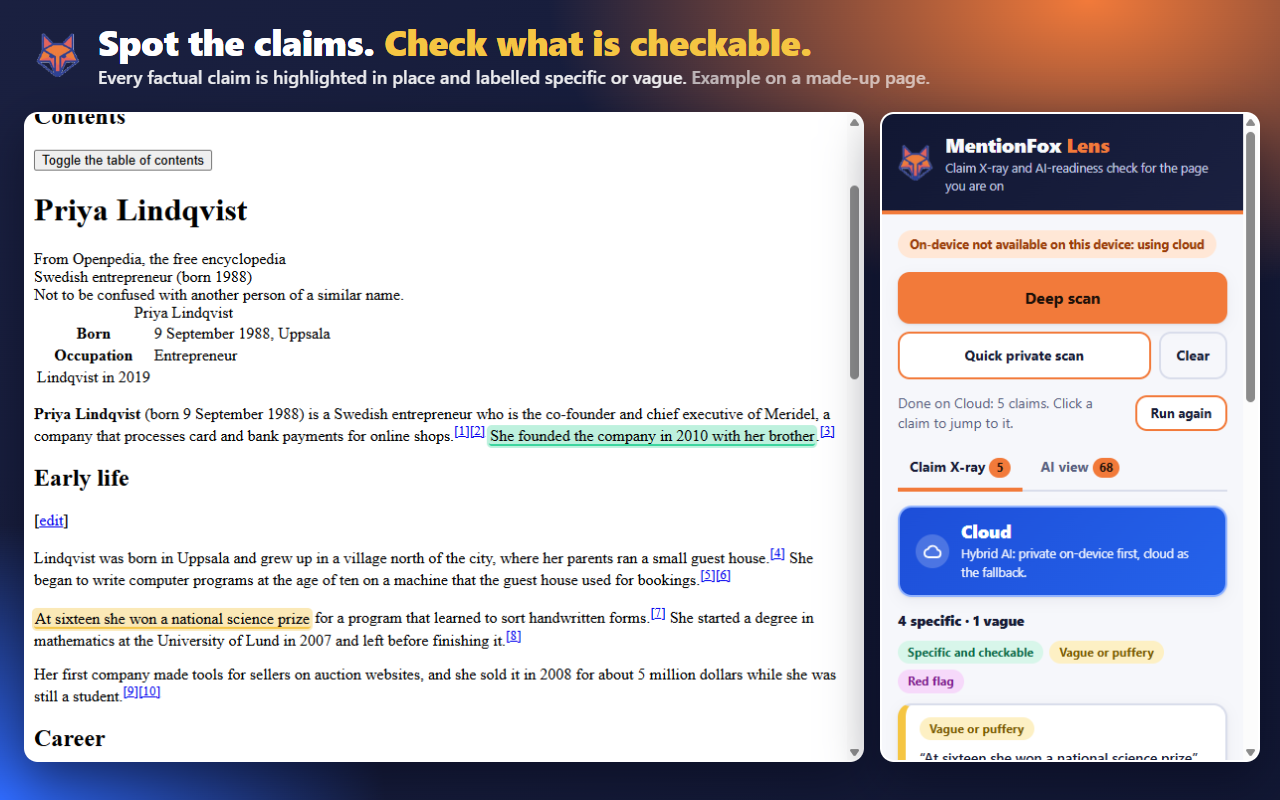 Spot the claims. Check what is checkable.
Every factual claim is highlighted in place and labelled specific or vague. Example on a made-up page.
Contents
Toggle the table of contents
Priya Lindqvist
From Openpedia, the free encyclopedia
Swedish entrepreneur (born 1988)
Not to be confused with another person of a similar name.
Priya Lindqvist
Born 9 September 1988, Uppsala
Occupation Entrepreneur
Lindqvist in 2019
Priya Lindqvist (born 9 September 1988) is a Swedish entrepreneur who is the co-founder and chief executive of Meridel, a
company that processes card and bank payments for online shops.[1][2] She founded the company in 2010 with her brother.[3]
Early life
[edit]
Lindqvist was born in Uppsala and grew up in a village north of the city, where her parents ran a small guest house.[4] She
began to write computer programs at the age of ten on a machine that the guest house used for bookings.[5][6]
At sixteen she won a national science prize for a program that learned to sort handwritten forms.[7] She started a degree in
mathematics at the University of Lund in 2007 and left before finishing it.[8]
Her first company made tools for sellers on auction websites, and she sold it in 2008 for about 5 million dollars while she was
still a student.[9][10]
Career
MentionFox Lens
Claim X-ray and AI-readiness check for the page
you are on
On-device not available on this device: using cloud
Deep scan
Quick private scan
Clear
Done on Cloud: 5 claims. Click a
claim to jump to it.
Run again
Claim X-ray 5
AI view 68
Cloud
Hybrid AI: private on-device first, cloud as
the fallback.
4 specific · 1 vague
Specific and checkable
Vague or puffery
Red flag
Vague or puffery
“At sixteen she won a national science prize”